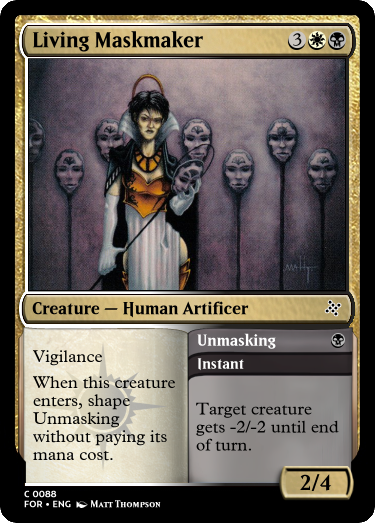 Living Maskmaker 3
Creature — Human Artificer
Vigilance
When this creature
enters, shape
Unmasking
without paying its
mana cost.
Unmasking
Instant
Target creature
gets -2/-2 until end
of turn.
2/4
C 0088
FOR • ENG Matt Thompson